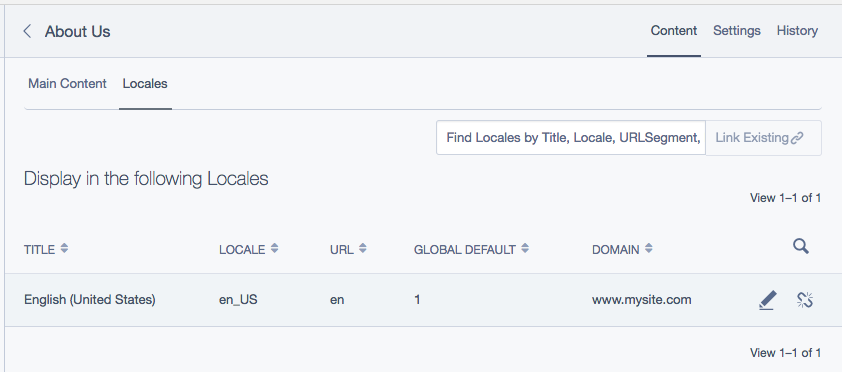 About Us
Content Settings History
Main Content Locales
Find Locales by Title, Locale, URLSegment, Link Existing
Display in the following Locales
View 1–1 of 1
TITLE LOCALE URL GLOBAL DEFAULT DOMAIN
English (United States) en_US en 1 www.mysite.com
View 1–1 of 1